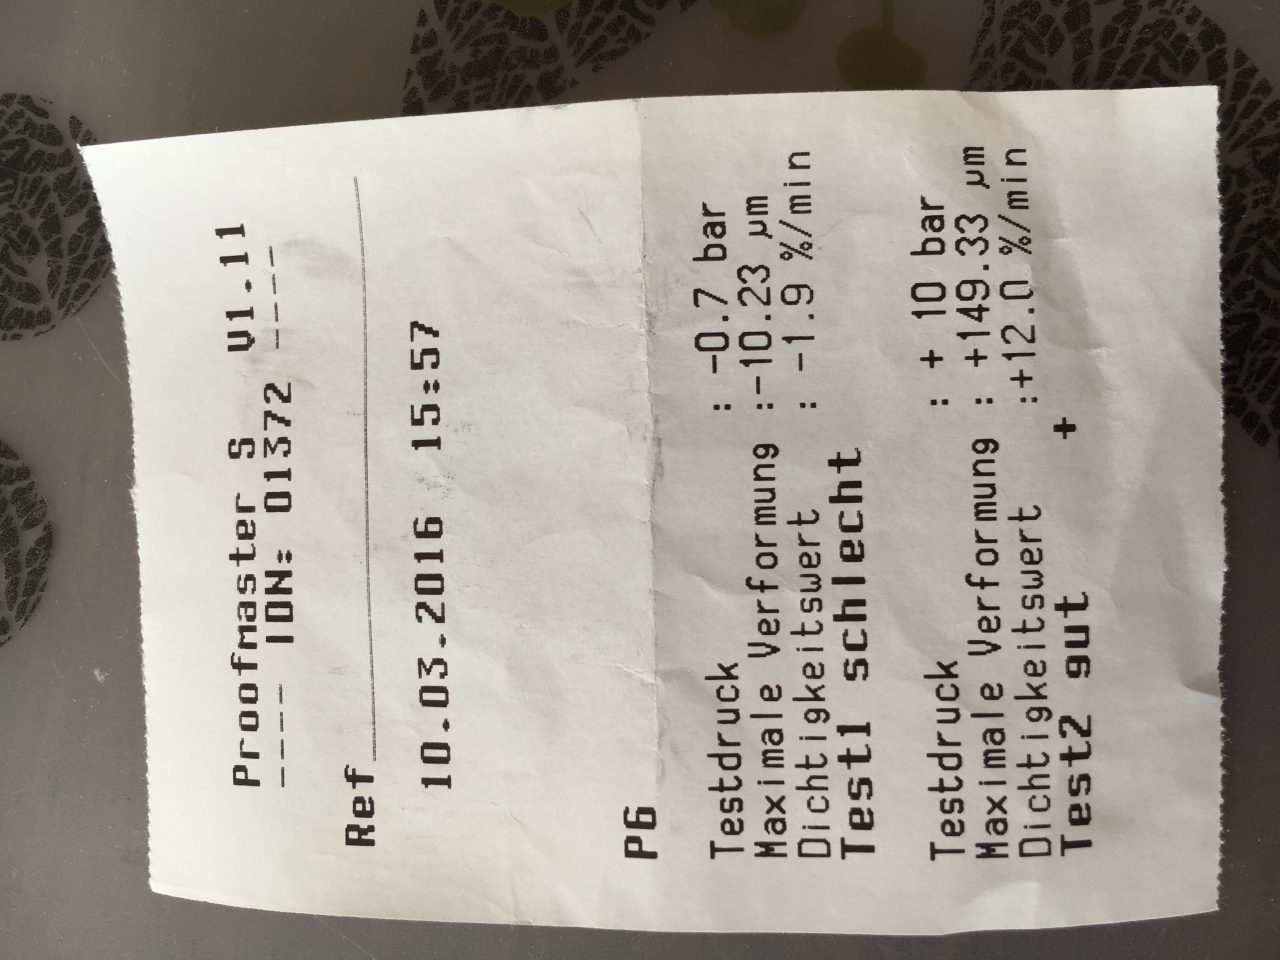 Proofmaster S V1.11
---- IDN: 01372 ----
Ref
10.03.2016 15:57
P6
Testdruck : -0.7 bar
Maximale Verformung :-10.23 µm
Dichtigkeitswert : -1.9 %/min
Test1 schlecht
Testdruck : + 10 bar
Maximale Verformung : +149.33 µm
Dichtigkeitswert :+12.0 %/min
Test2 gut +